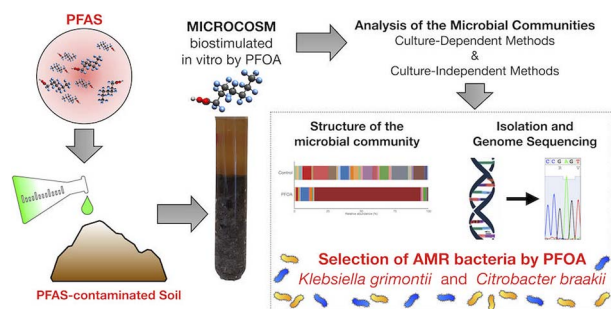 PFAS
PFAS-contaminated Soil
MICROCOSM
biostimulated
in vitro by PFOA
Analysis of the Microbial Communities
Culture-Dependent Methods
&
Culture-Independent Methods
Structure of the
microbial community
Control
PFOA
Relative abundance (%)
Isolation and
Genome Sequencing
C C G A G T
Selection of AMR bacteria by PFOA
Klebsiella grimontii and Citrobacter braakii